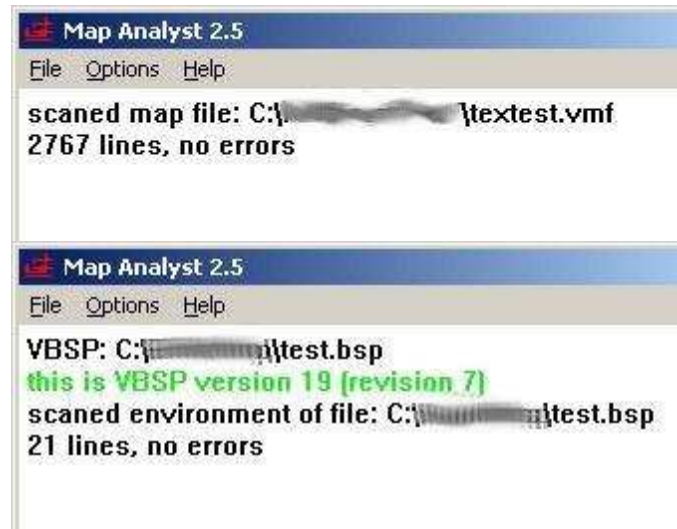 Map Analyst 2.5
File Options Help
scaned map file: C:\ \textest.vmf
2767 lines, no errors
Map Analyst 2.5
File Options Help
VBSP: C:\ \test.bsp
this is VBSP version 19 (revision 7)
scaned environment of file: C:\ \test.bsp
21 lines, no errors